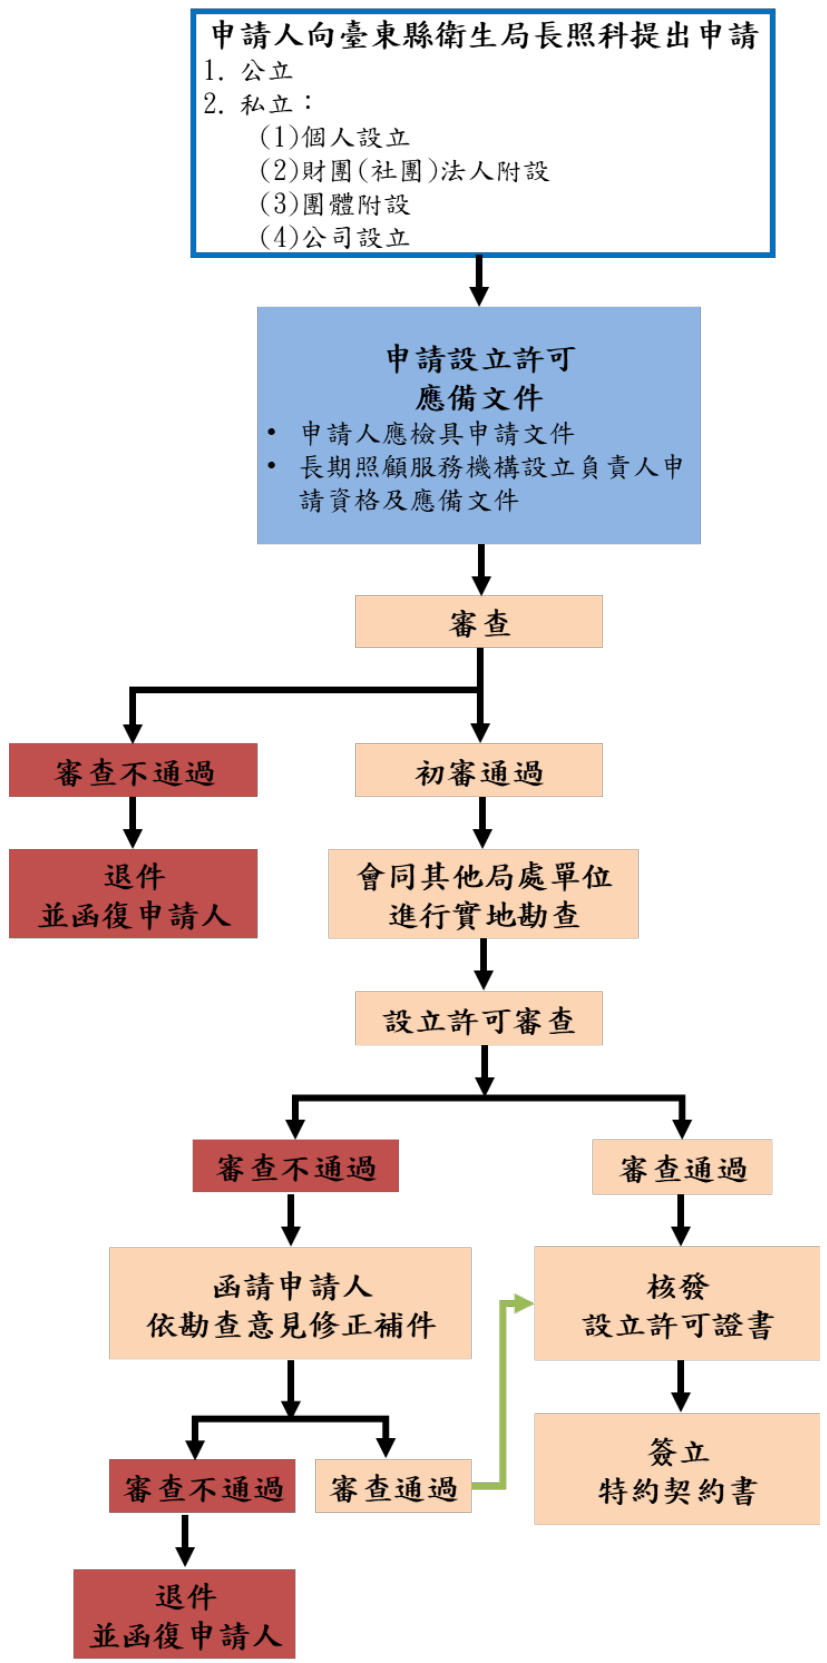 申請人向臺東縣衛生局長照科提出申請
1. 公立
2. 私立：
(1)個人設立
(2)財團(社團)法人附設
(3)團體附設
(4)公司設立
申請設立許可
應備文件
• 申請人應檢具申請文件
• 長期照顧服務機構設立負責人申
請資格及應備文件
審查
審查不通過
初審通過
退件
並函復申請人
會同其他局處單位
進行實地勘查
設立許可審查
審查不通過
審查通過
函請申請人
依勘查意見修正補件
核發
設立許可證書
審查不通過
審查通過
簽立
特約契約書
退件
並函復申請人